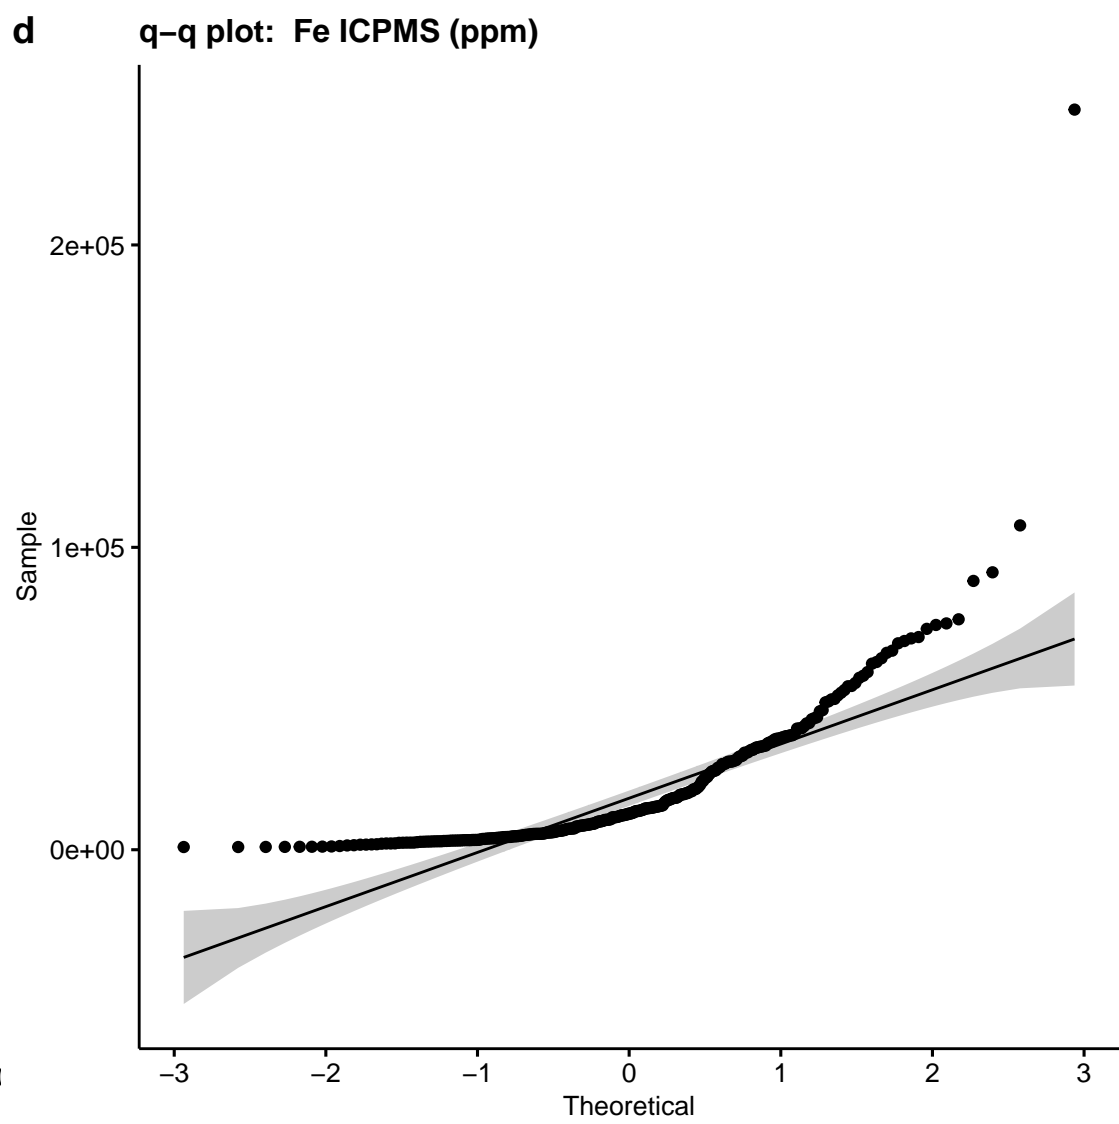 d
q−q plot:  Fe ICPMS (ppm)
2e+05
1e+05
0e+00
Sample
−3 −2 −1 0 1 2 3
Theoretical